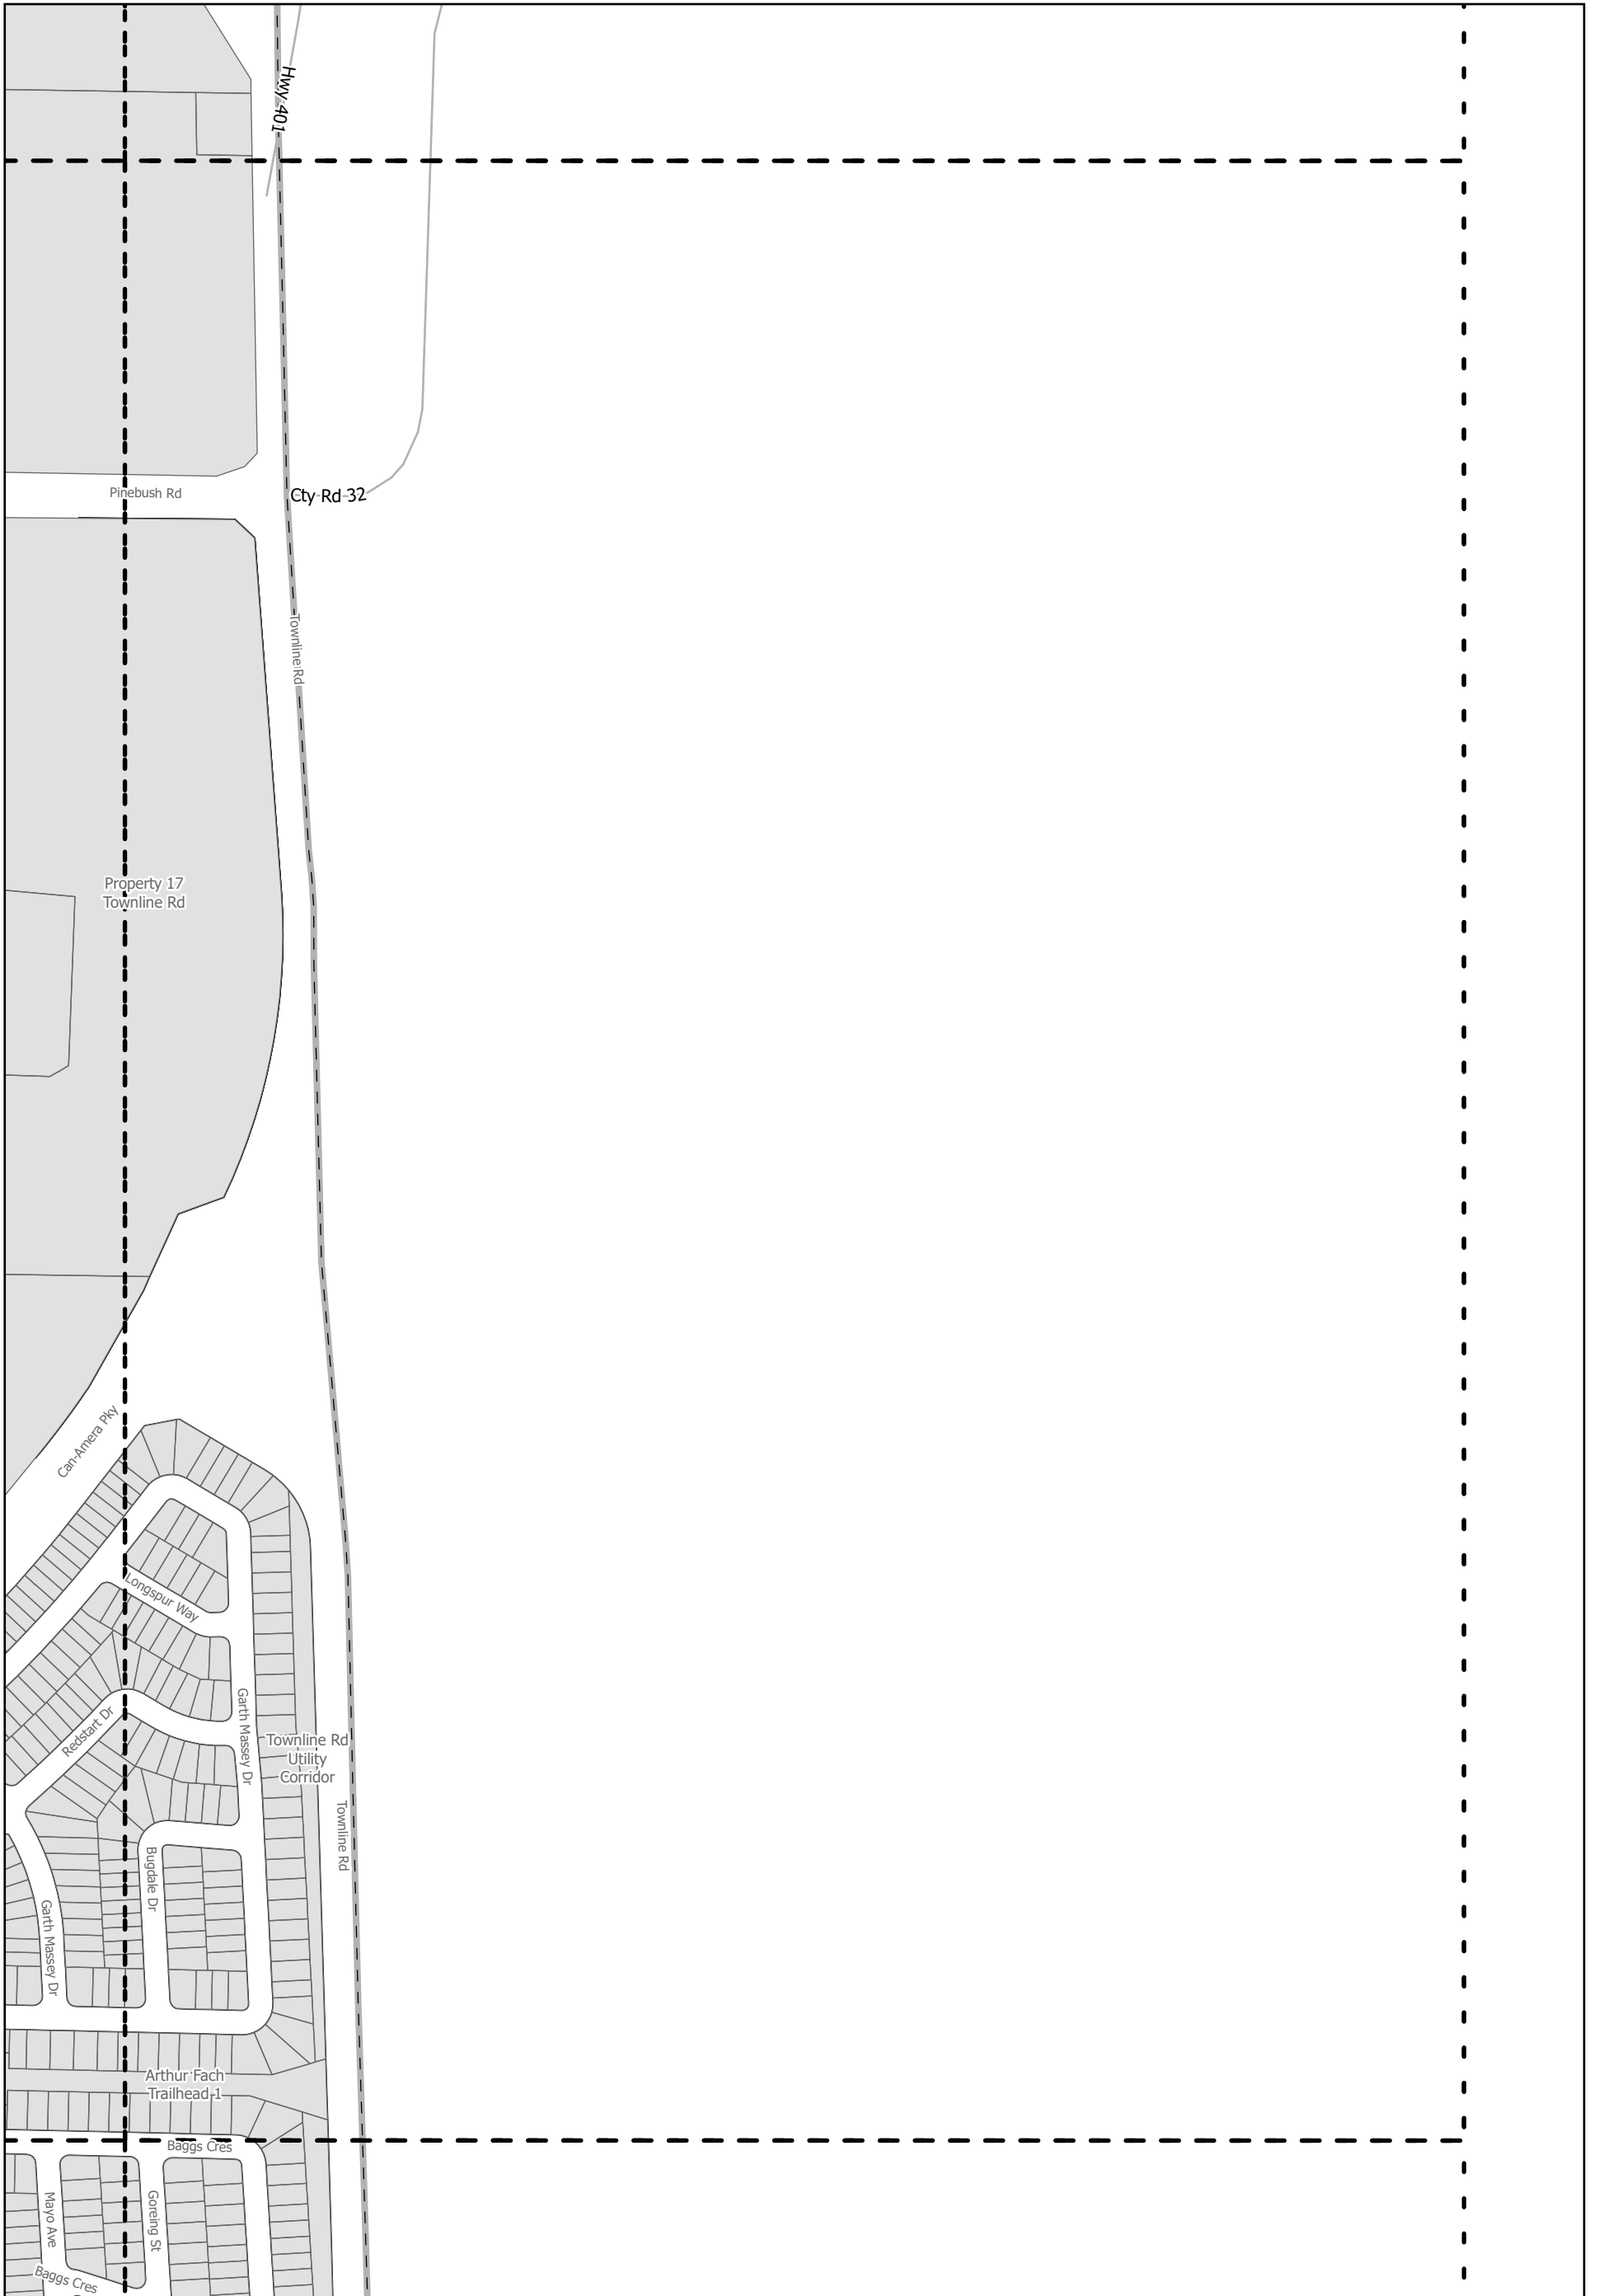 Hwy 401
Pinebush Rd
Cty Rd 32
Townline Rd
Property 17
Townline Rd
Can-Amera Pky
Longspur Way
Redstart Dr
Garth Massey Dr
Townline Rd
Utility
Corridor
Townline Rd
Bugdale Dr
Garth Massey Dr
Arthur Fach
Trailhead 1
Baggs Cres
Mayo Ave
Goreing St
Baggs Cres